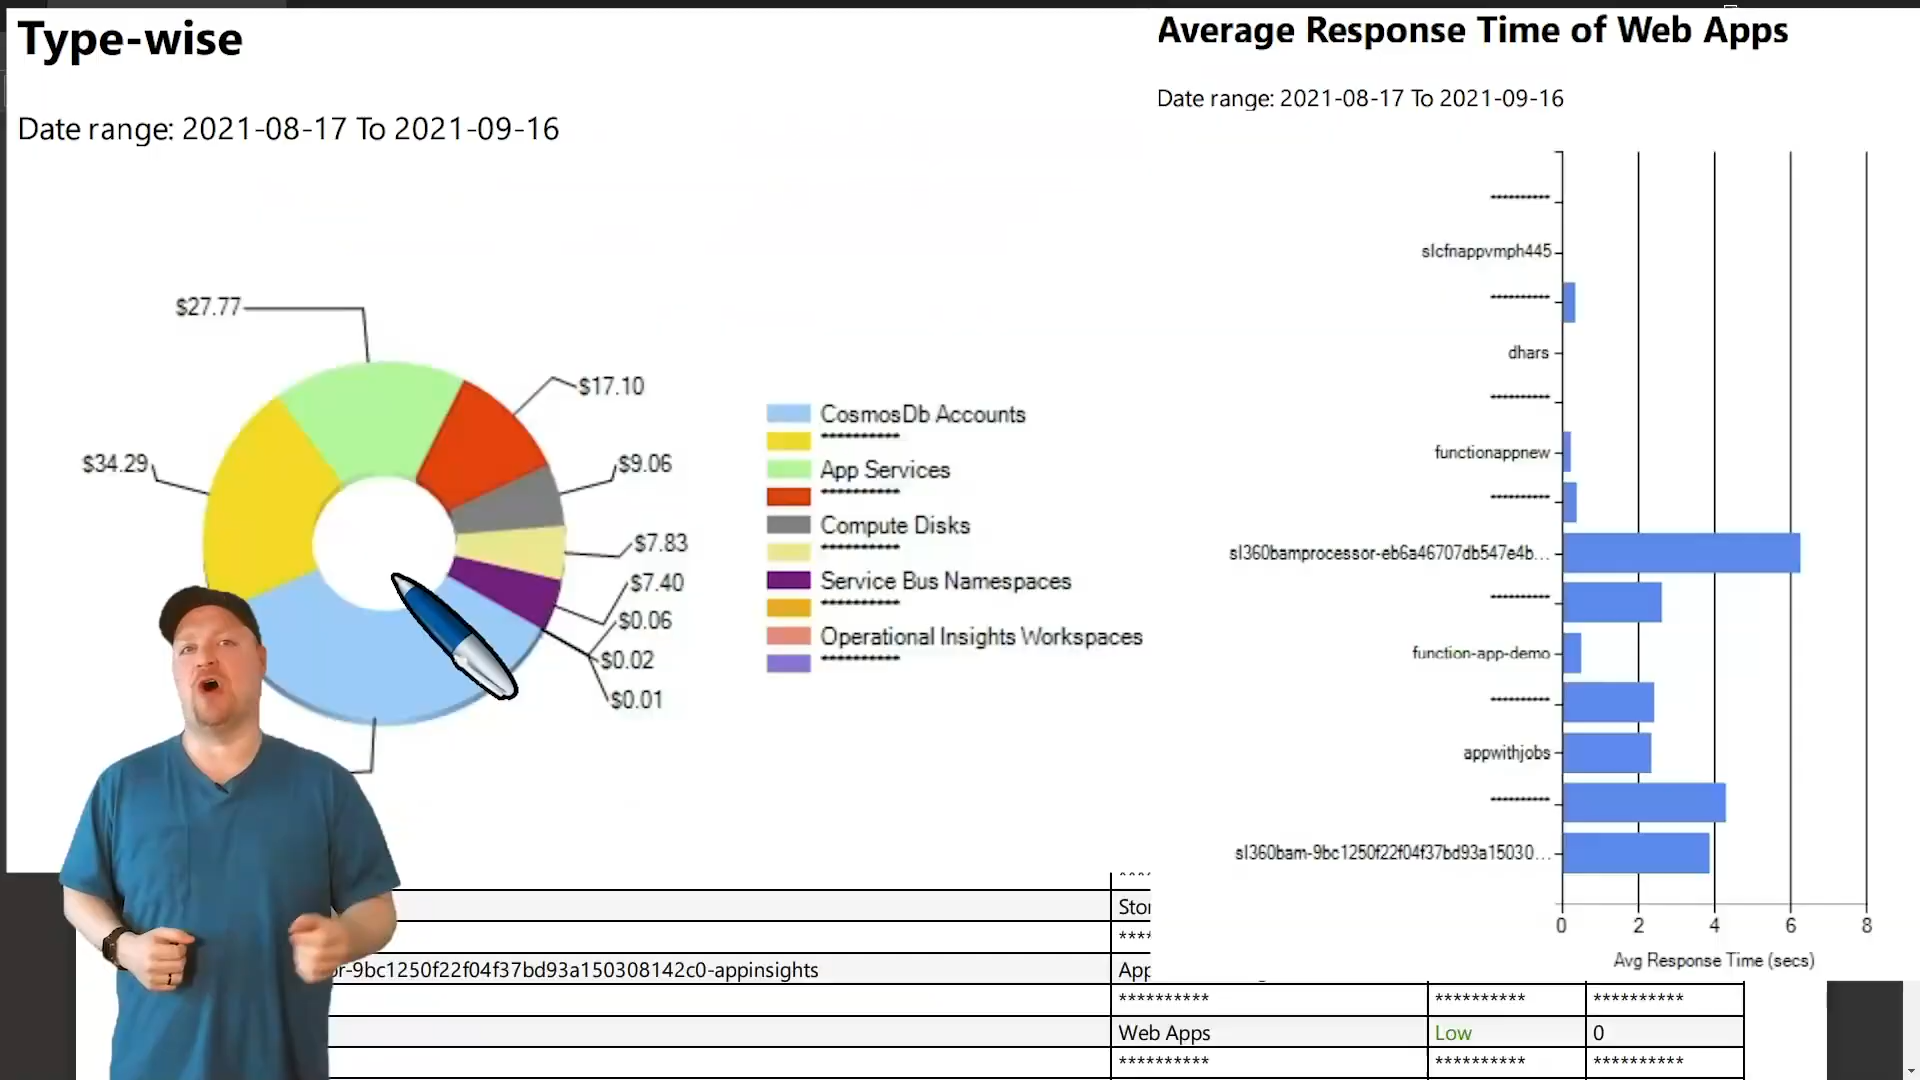 Type-wise
Date range: 2021-08-17 To 2021-09-16
$27.77
$17.10
$34.29
$9.06
$7.83
$7.40
$0.06
$0.02
$0.01
CosmosDb Accounts
**********
App Services
**********
Compute Disks
**********
Service Bus Namespaces
**********
Operational Insights Workspaces
**********
Average Response Time of Web Apps
Date range: 2021-08-17 To 2021-09-16
**********
slcfnappvmph445
**********
dhars
**********
functionappnew
**********
sl360bamprocessor-eb6a46707db547e4b...
**********
function-app-demo
**********
appwithjobs
**********
sl360bam-9bc1250f22f04f37bd93a15030...
0 2 4 6 8
Avg Response Time (secs)
Stor
****
or-9bc1250f22f04f37bd93a150308142c0-appinsights App
********** ********** **********
Web Apps Low 0
********** ********** **********